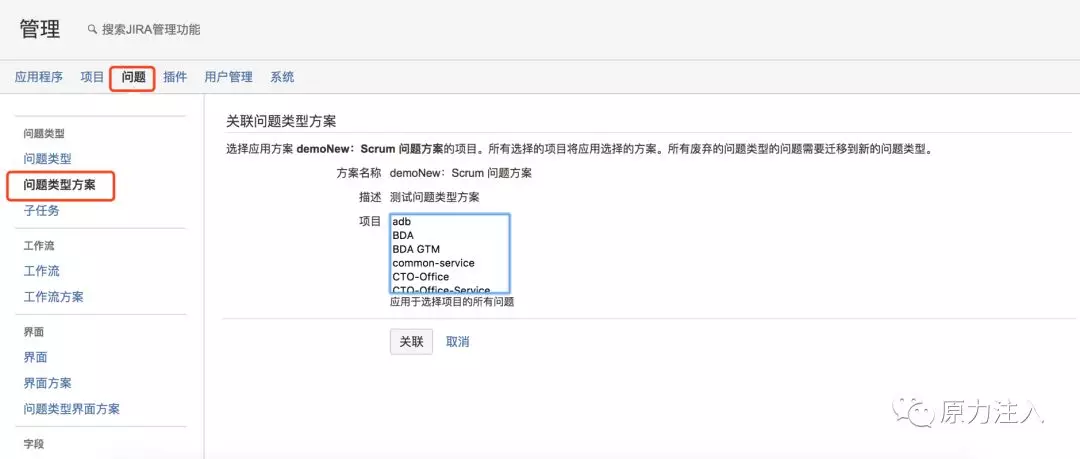 管理
搜索JIRA管理功能
应用程序 项目 问题 插件 用户管理 系统
问题类型
问题类型
问题类型方案
子任务
工作流
工作流
工作流方案
界面
界面
界面方案
问题类型界面方案
字段
关联问题类型方案
选择应用方案 demoNew：Scrum 问题方案的项目。所有选择的项目将应用选择的方案。所有废弃的问题类型的问题需要迁移到新的问题类型。
方案名称 demoNew：Scrum 问题方案
描述 测试问题类型方案
项目
adb
BDA
BDA GTM
common-service
CTO-Office
CTO-Office-Service
应用于选择项目的所有问题
关联 取消
原力注入